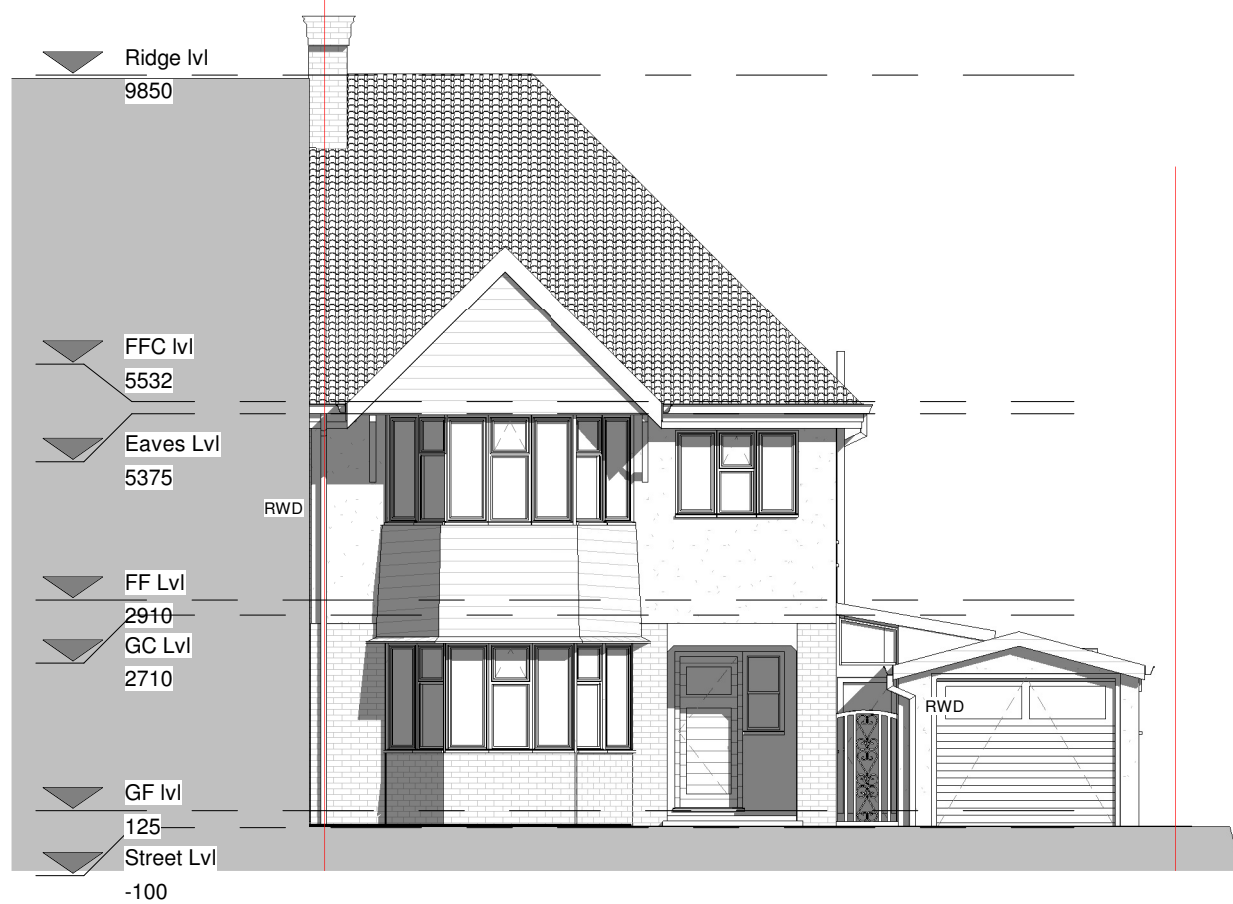 Ridge lvl
9850
FFC lvl
5532
Eaves Lvl
5375
RWD
FF Lvl
2910
GC Lvl
2710
RWD
GF lvl
125
Street Lvl
-100